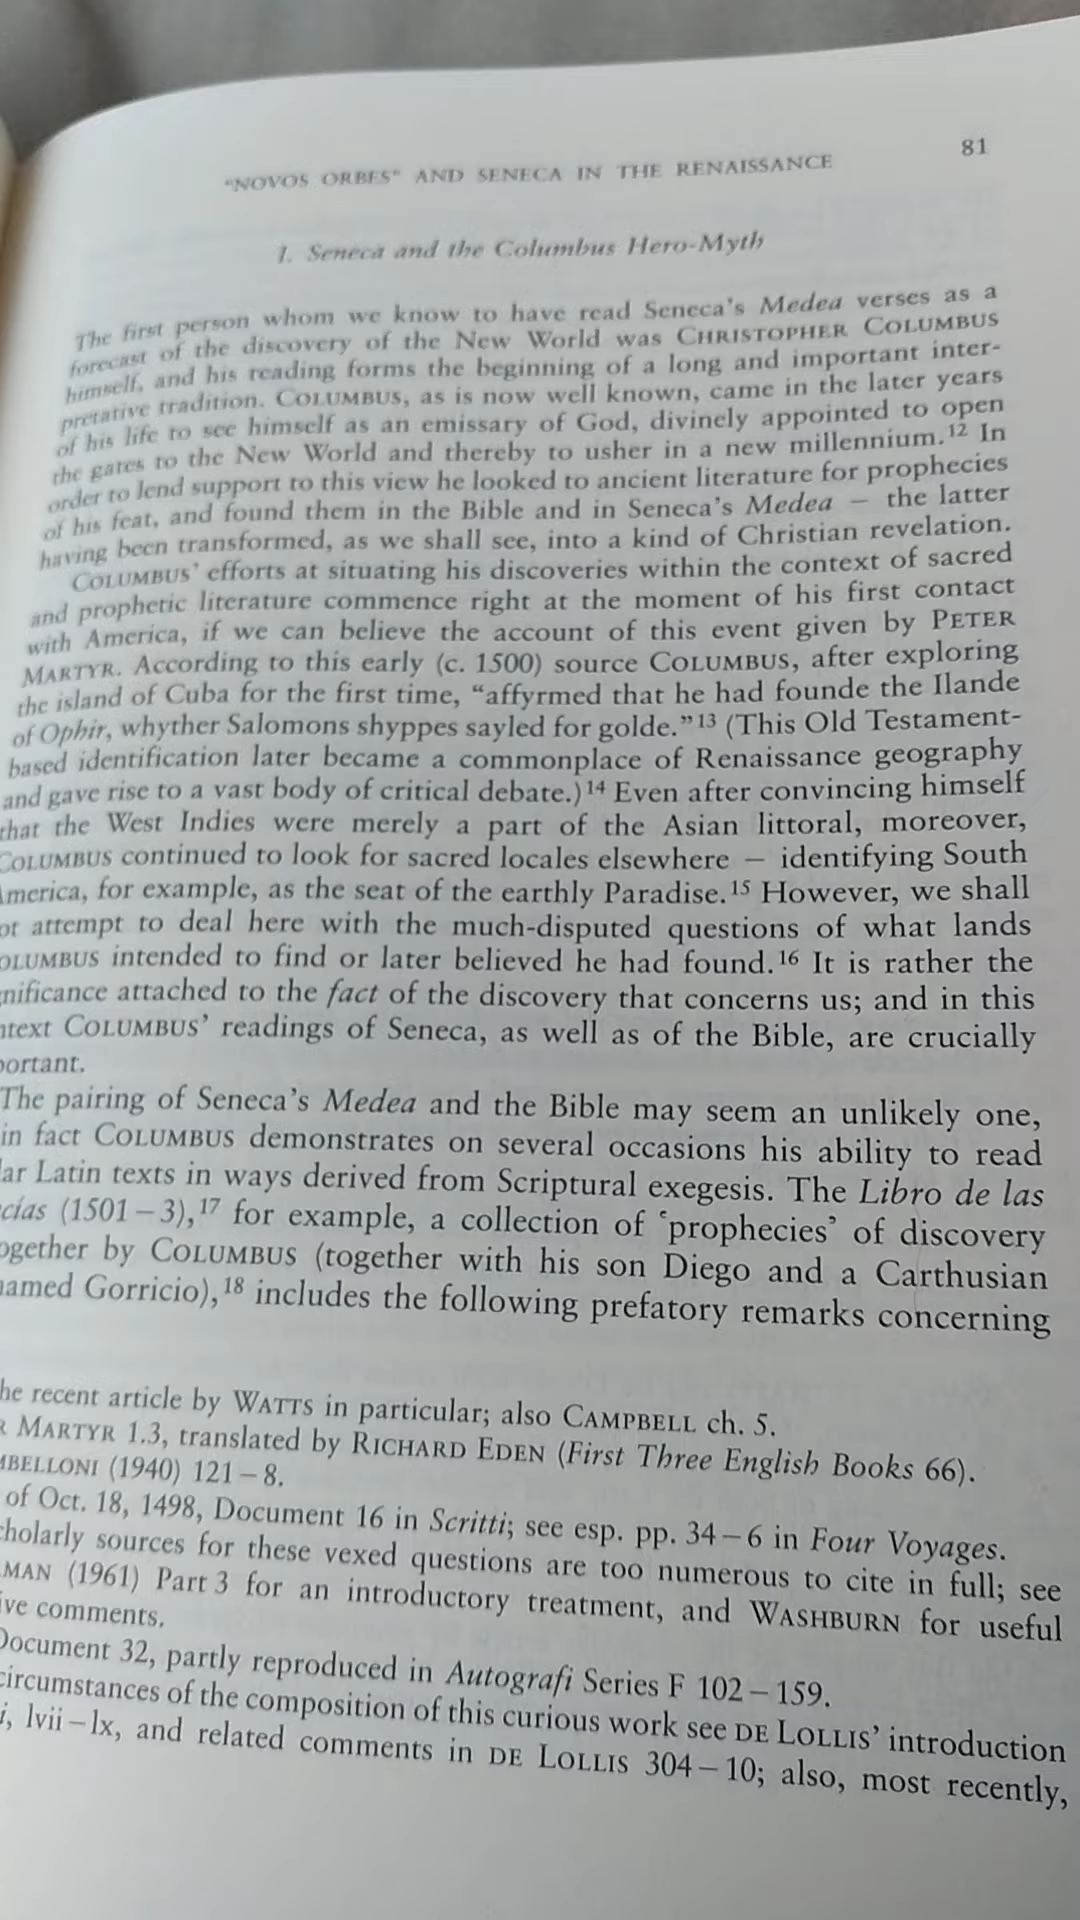 81
"NOVOS ORBES" AND SENECA IN THE RENAISSANCE
1. Seneca and the Columbus Hero-Myth
The first person whom we know to have read Seneca's Medea verses as a
forecast of the discovery of the New World was CHRISTOPHER COLUMBUS
himself, and his reading forms the beginning of a long and important inter-
pretative tradition. COLUMBUS, as is now well known, came in the later years
of his life to see himself as an emissary of God, divinely appointed to open
the gates to the New World and thereby to usher in a new millennium.12 In
order to lend support to this view he looked to ancient literature for prophecies
of his feat, and found them in the Bible and in Seneca's Medea — the latter
having been transformed, as we shall see, into a kind of Christian revelation.
COLUMBUS' efforts at situating his discoveries within the context of sacred
and prophetic literature commence right at the moment of his first contact
with America, if we can believe the account of this event given by PETER
MARTYR. According to this early (c. 1500) source COLUMBUS, after exploring
the island of Cuba for the first time, "affyrmed that he had founde the Ilande
of Ophir, whyther Salomons shyppes sayled for golde."13 (This Old Testament-
based identification later became a commonplace of Renaissance geography
and gave rise to a vast body of critical debate.)14 Even after convincing himself
that the West Indies were merely a part of the Asian littoral, moreover,
COLUMBUS continued to look for sacred locales elsewhere — identifying South
America, for example, as the seat of the earthly Paradise.15 However, we shall
ot attempt to deal here with the much-disputed questions of what lands
OLUMBUS intended to find or later believed he had found.16 It is rather the
gnificance attached to the fact of the discovery that concerns us; and in this
ntext COLUMBUS' readings of Seneca, as well as of the Bible, are crucially
portant.
The pairing of Seneca's Medea and the Bible may seem an unlikely one,
in fact COLUMBUS demonstrates on several occasions his ability to read
lar Latin texts in ways derived from Scriptural exegesis. The Libro de las
cías (1501–3),17 for example, a collection of 'prophecies' of discovery
ogether by COLUMBUS (together with his son Diego and a Carthusian
named Gorricio),18 includes the following prefatory remarks concerning
he recent article by WATTS in particular; also CAMPBELL ch. 5.
R MARTYR 1.3, translated by RICHARD EDEN (First Three English Books 66).
MBELLONI (1940) 121–8.
of Oct. 18, 1498, Document 16 in Scritti; see esp. pp. 34–6 in Four Voyages.
cholarly sources for these vexed questions are too numerous to cite in full; see
MAN (1961) Part 3 for an introductory treatment, and WASHBURN for useful
ive comments.
Document 32, partly reproduced in Autografi Series F 102–159.
circumstances of the composition of this curious work see DE LOLLIS' introduction
i, lvii–lx, and related comments in DE LOLLIS 304–10; also, most recently,